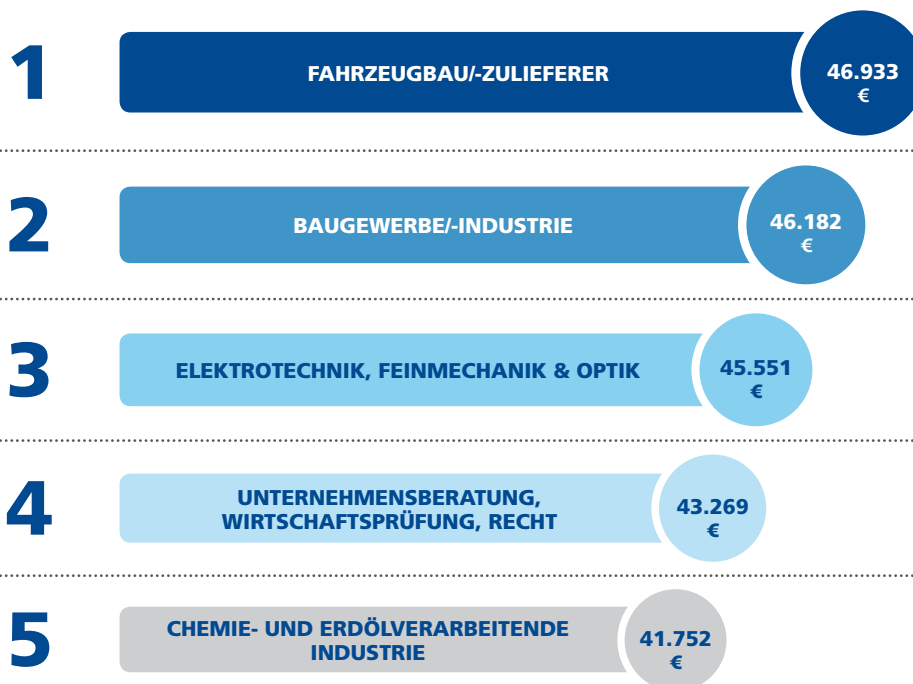 1
FAHRZEUGBAU/-ZULIEFERER
46.933
€
2
BAUGEWERBE/-INDUSTRIE
46.182
€
3
ELEKTROTECHNIK, FEINMECHANIK & OPTIK
45.551
€
4
UNTERNEHMENSBERATUNG,
WIRTSCHAFTSPRÜFUNG, RECHT
43.269
€
5
CHEMIE- UND ERDÖLVERARBEITENDE
INDUSTRIE
41.752
€